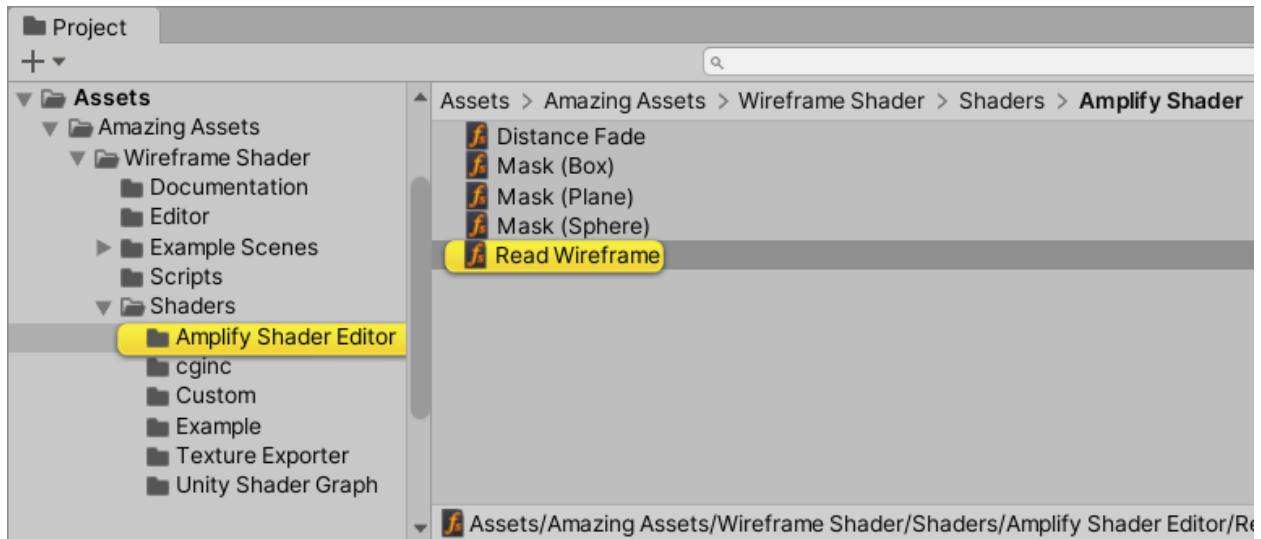 Project
Assets
Amazing Assets
Wireframe Shader
Documentation
Editor
Example Scenes
Scripts
Shaders
Amplify Shader Editor
cginc
Custom
Example
Texture Exporter
Unity Shader Graph
Assets > Amazing Assets > Wireframe Shader > Shaders > Amplify Shader
Distance Fade
Mask (Box)
Mask (Plane)
Mask (Sphere)
Read Wireframe
Assets/Amazing Assets/Wireframe Shader/Shaders/Amplify Shader Editor/Re